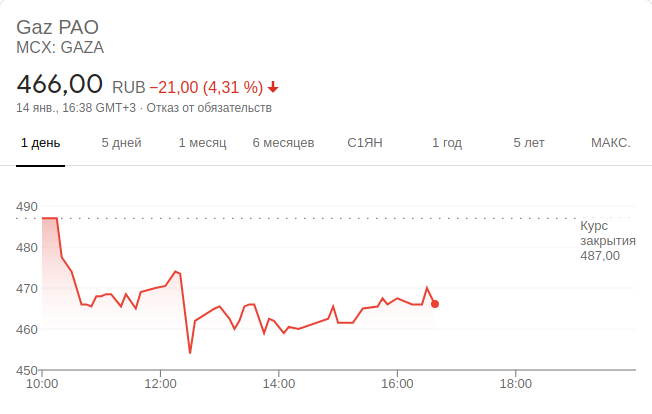 Gaz PAO
MCX: GAZA
466,00 RUB −21,00 (4,31 %)
14 янв., 16:38 GMT+3 · Отказ от обязательств
1 день 5 дней 1 месяц 6 месяцев С1ЯН 1 год 5 лет МАКС.
490
Курс
закрытия
487,00
480
470
460
450
10:00 12:00 14:00 16:00 18:00